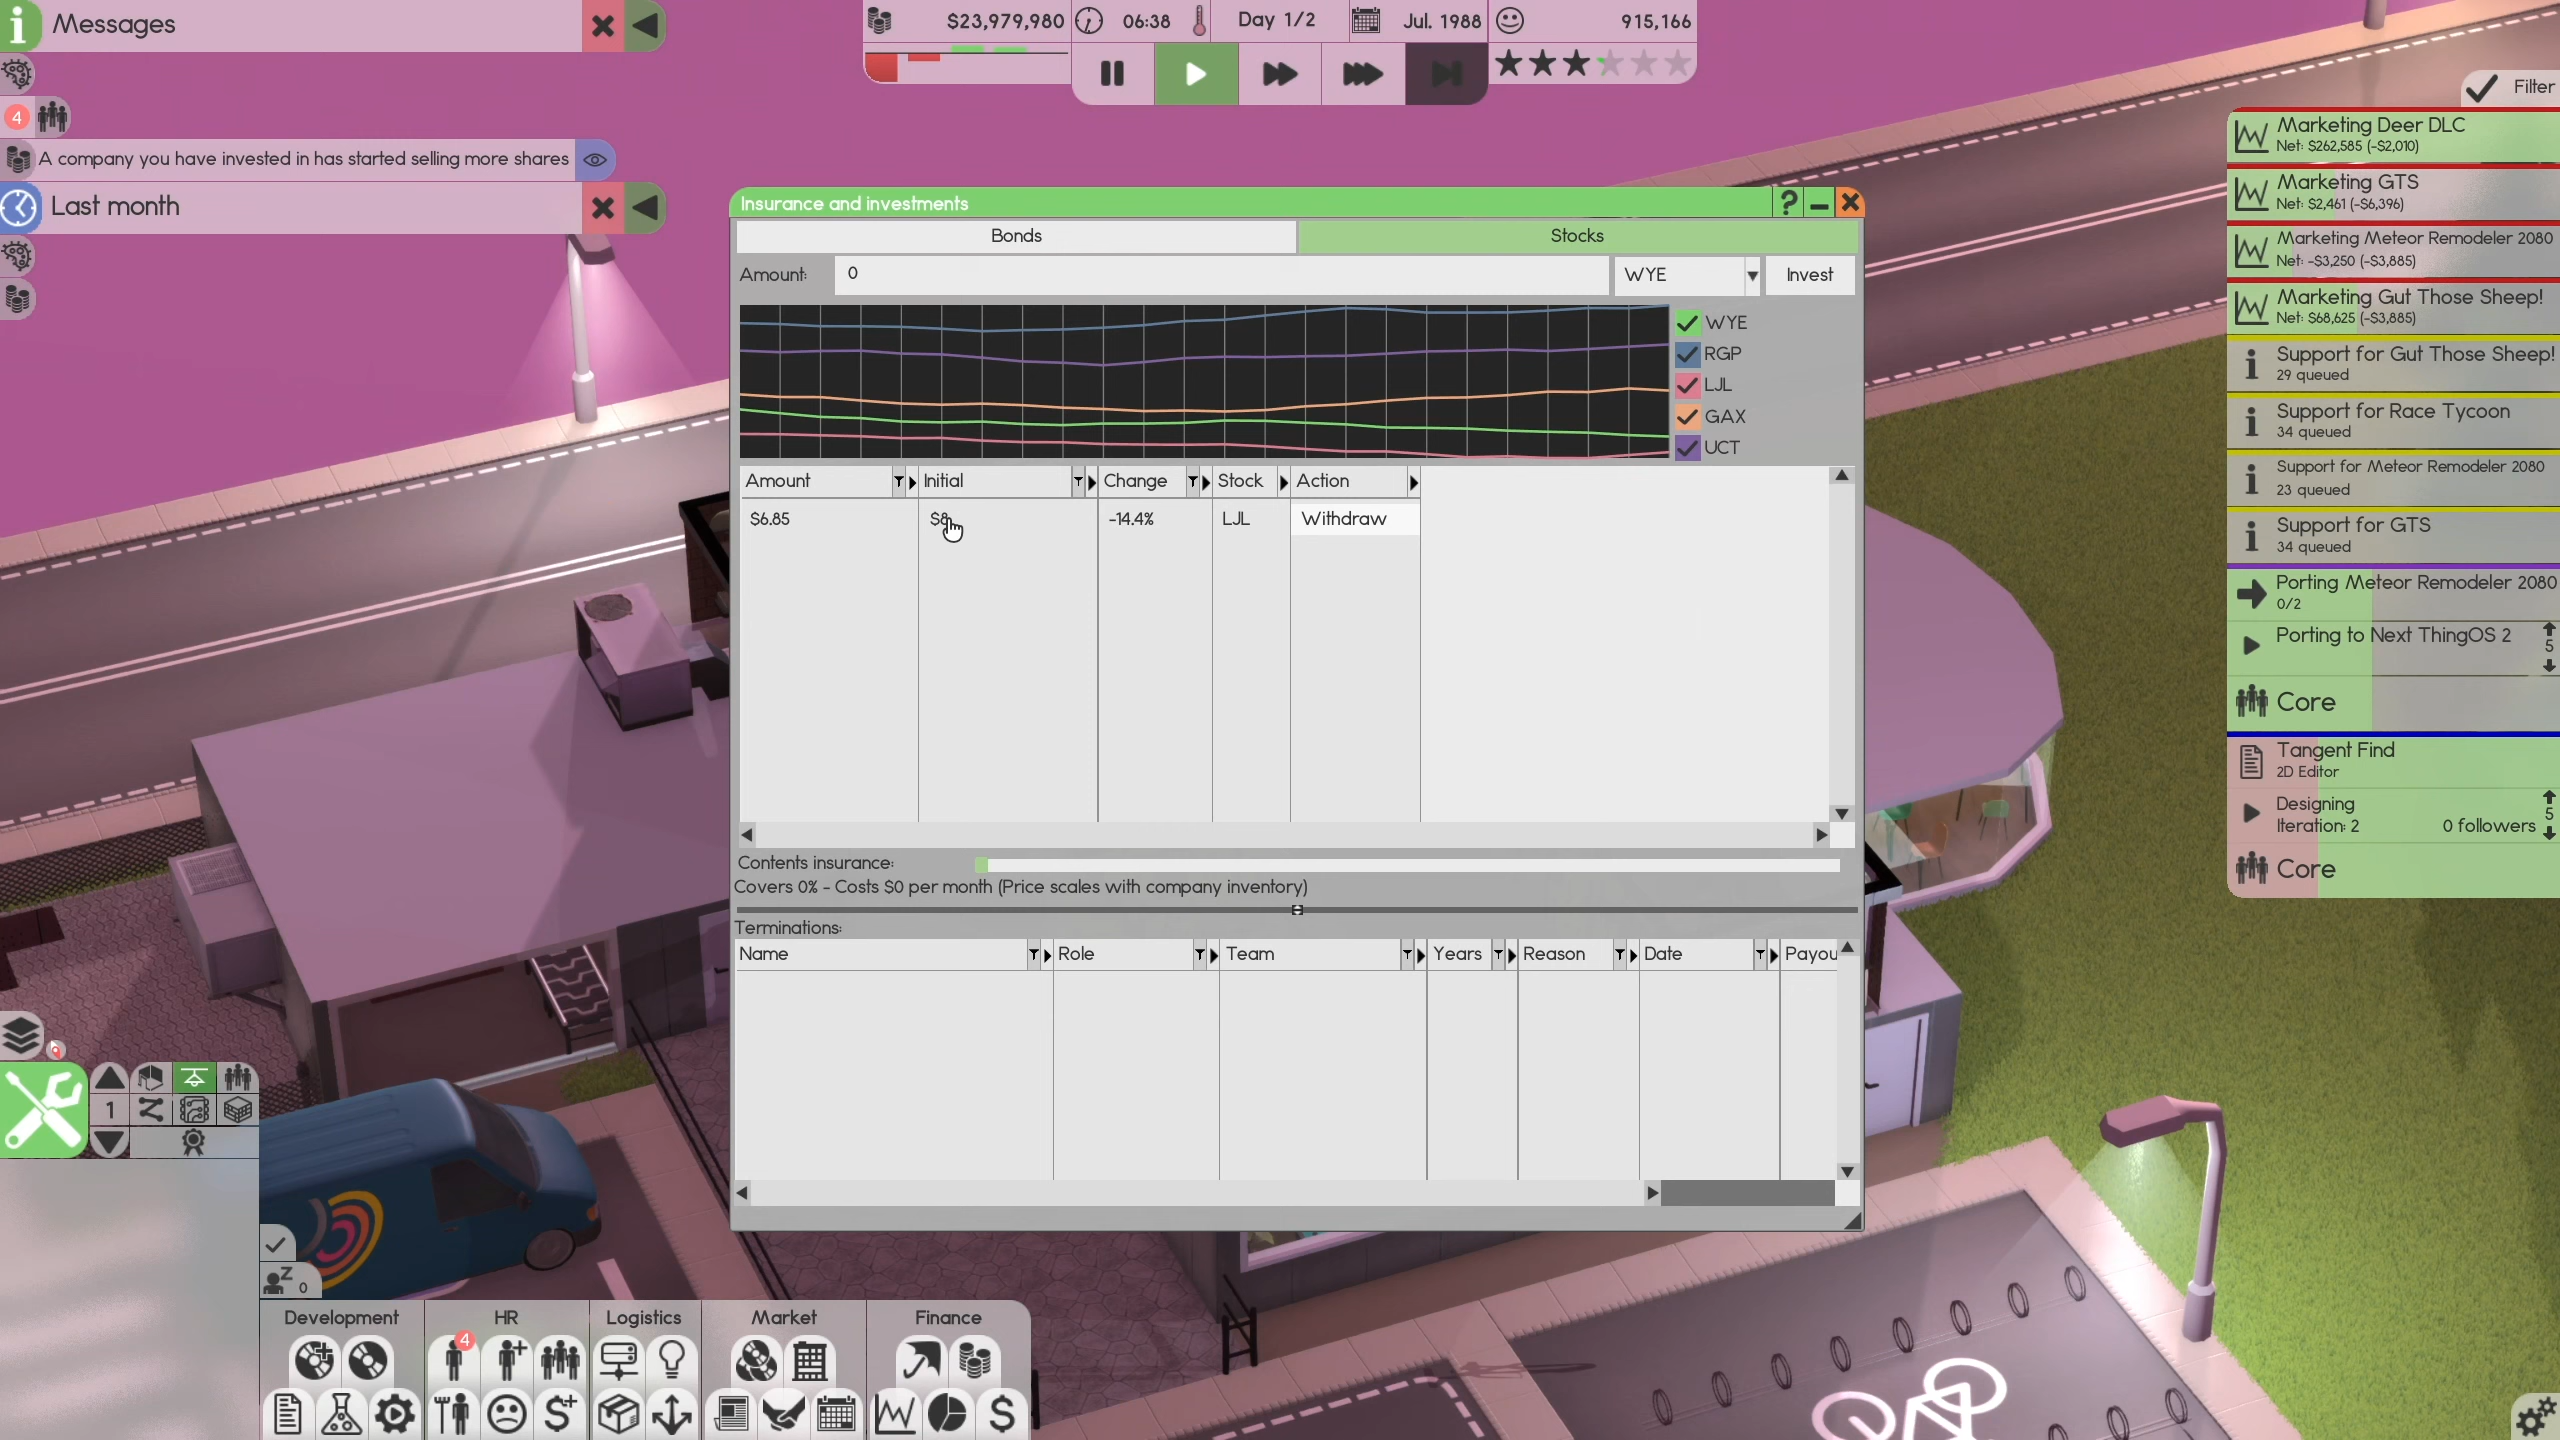 Messages
4
A company you have invested in has started selling more shares
Last month
$23,979,980
06:38
Day 1/2
Jul. 1988
915,166
Filter
Marketing Deer DLC
Net: $262,585 (-$2,010)
Marketing GTS
Net: $2,461 (-$6,396)
Marketing Meteor Remodeler 2080
Net: -$3,250 (-$3,885)
Marketing Gut Those Sheep!
Net: $68,625 (-$3,885)
Support for Gut Those Sheep!
29 queued
Support for Race Tycoon
34 queued
Support for Meteor Remodeler 2080
23 queued
Support for GTS
34 queued
Porting Meteor Remodeler 2080
0/2
Porting to Next ThingOS 2
5
Core
Tangent Find
2D Editor
Designing
Iteration: 2 0 followers
5
Core
Insurance and investments
?
Bonds Stocks
Amount: 0 WYE Invest
WYE
RGP
LJL
GAX
UCT
Amount Initial Change Stock Action
$6.85 $8 -14.4% LJL Withdraw
Contents insurance:
Covers 0% - Costs $0 per month (Price scales with company inventory)
Terminations:
Name Role Team Years Reason Date Payou
1
0
Development HR Logistics Market Finance
4